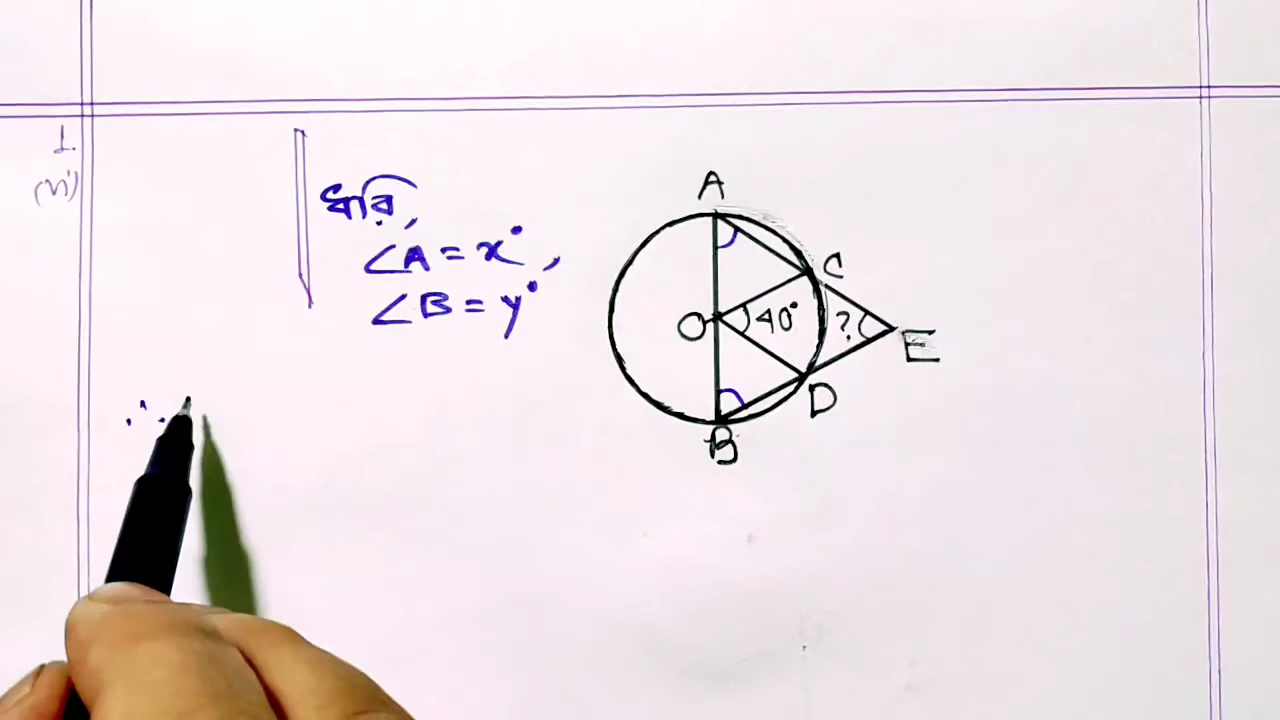 1.
(vi)
ধরি,
∠A = x°,
∠B = y°
∴
A
C
O
40°
?
E
D
B